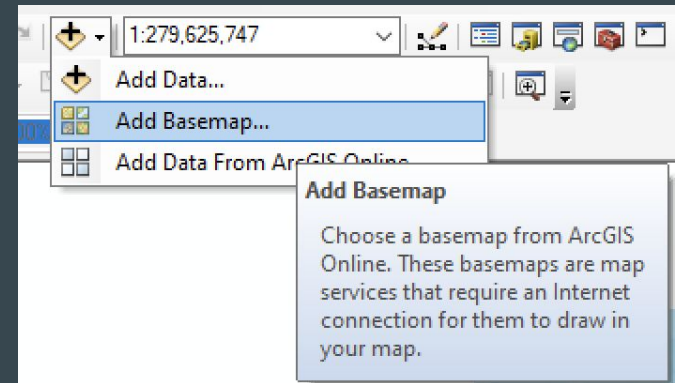 1:279,625,747
Add Data...
Add Basemap...
Add Data From ArcGIS Online
Add Basemap
Choose a basemap from ArcGIS
Online. These basemaps are map
services that require an Internet
connection for them to draw in
your map.